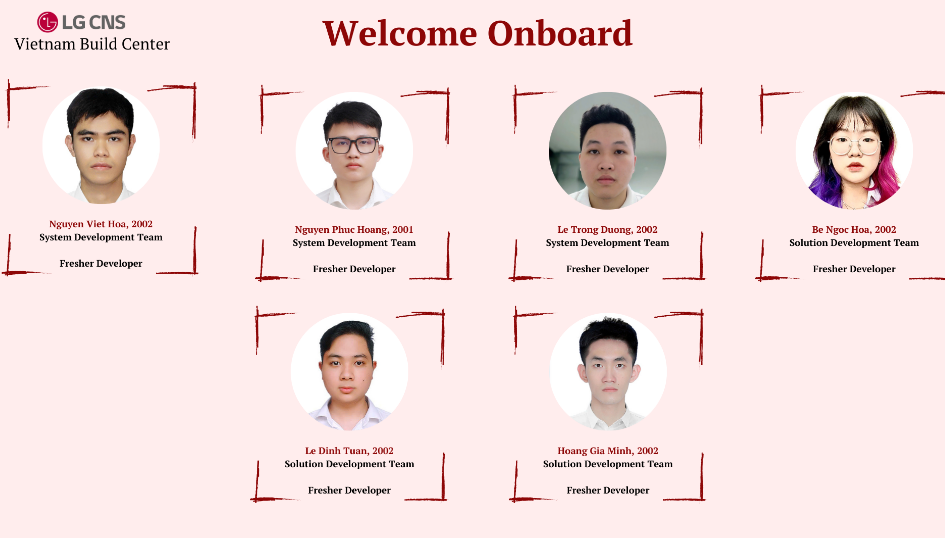 LG CNS
Vietnam Build Center
Welcome Onboard
Nguyen Viet Hoa, 2002
System Development Team
Fresher Developer
Nguyen Phuc Hoang, 2001
System Development Team
Fresher Developer
Le Trong Duong, 2002
System Development Team
Fresher Developer
Be Ngoc Hoa, 2002
Solution Development Team
Fresher Developer
Le Dinh Tuan, 2002
Solution Development Team
Fresher Developer
Hoang Gia Minh, 2002
Solution Development Team
Fresher Developer